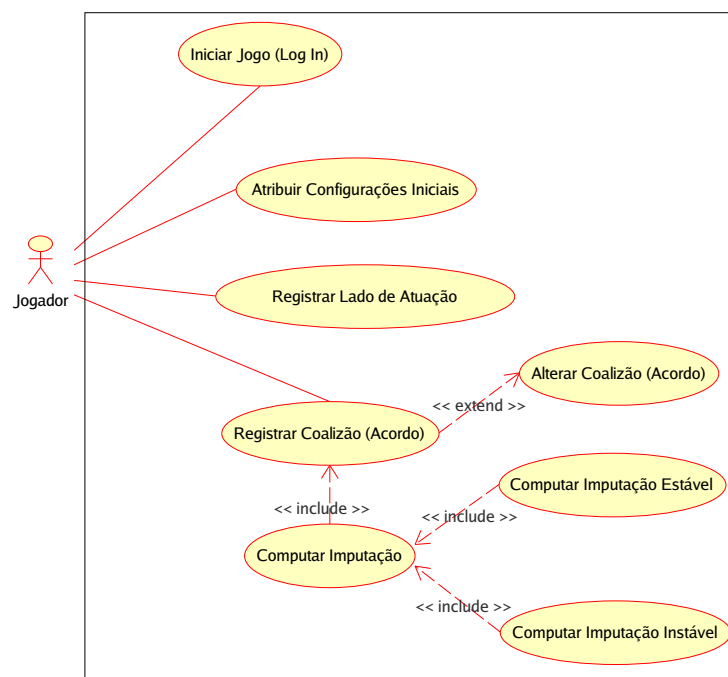 Iniciar Jogo (Log In)
Atribuir Configurações Iniciais
Jogador
Registrar Lado de Atuação
Alterar Coalizão (Acordo)
<< extend >>
Registrar Coalizão (Acordo)
Computar Imputação Estável
<< include >>
<< include >>
Computar Imputação
<< include >>
Computar Imputação Instável